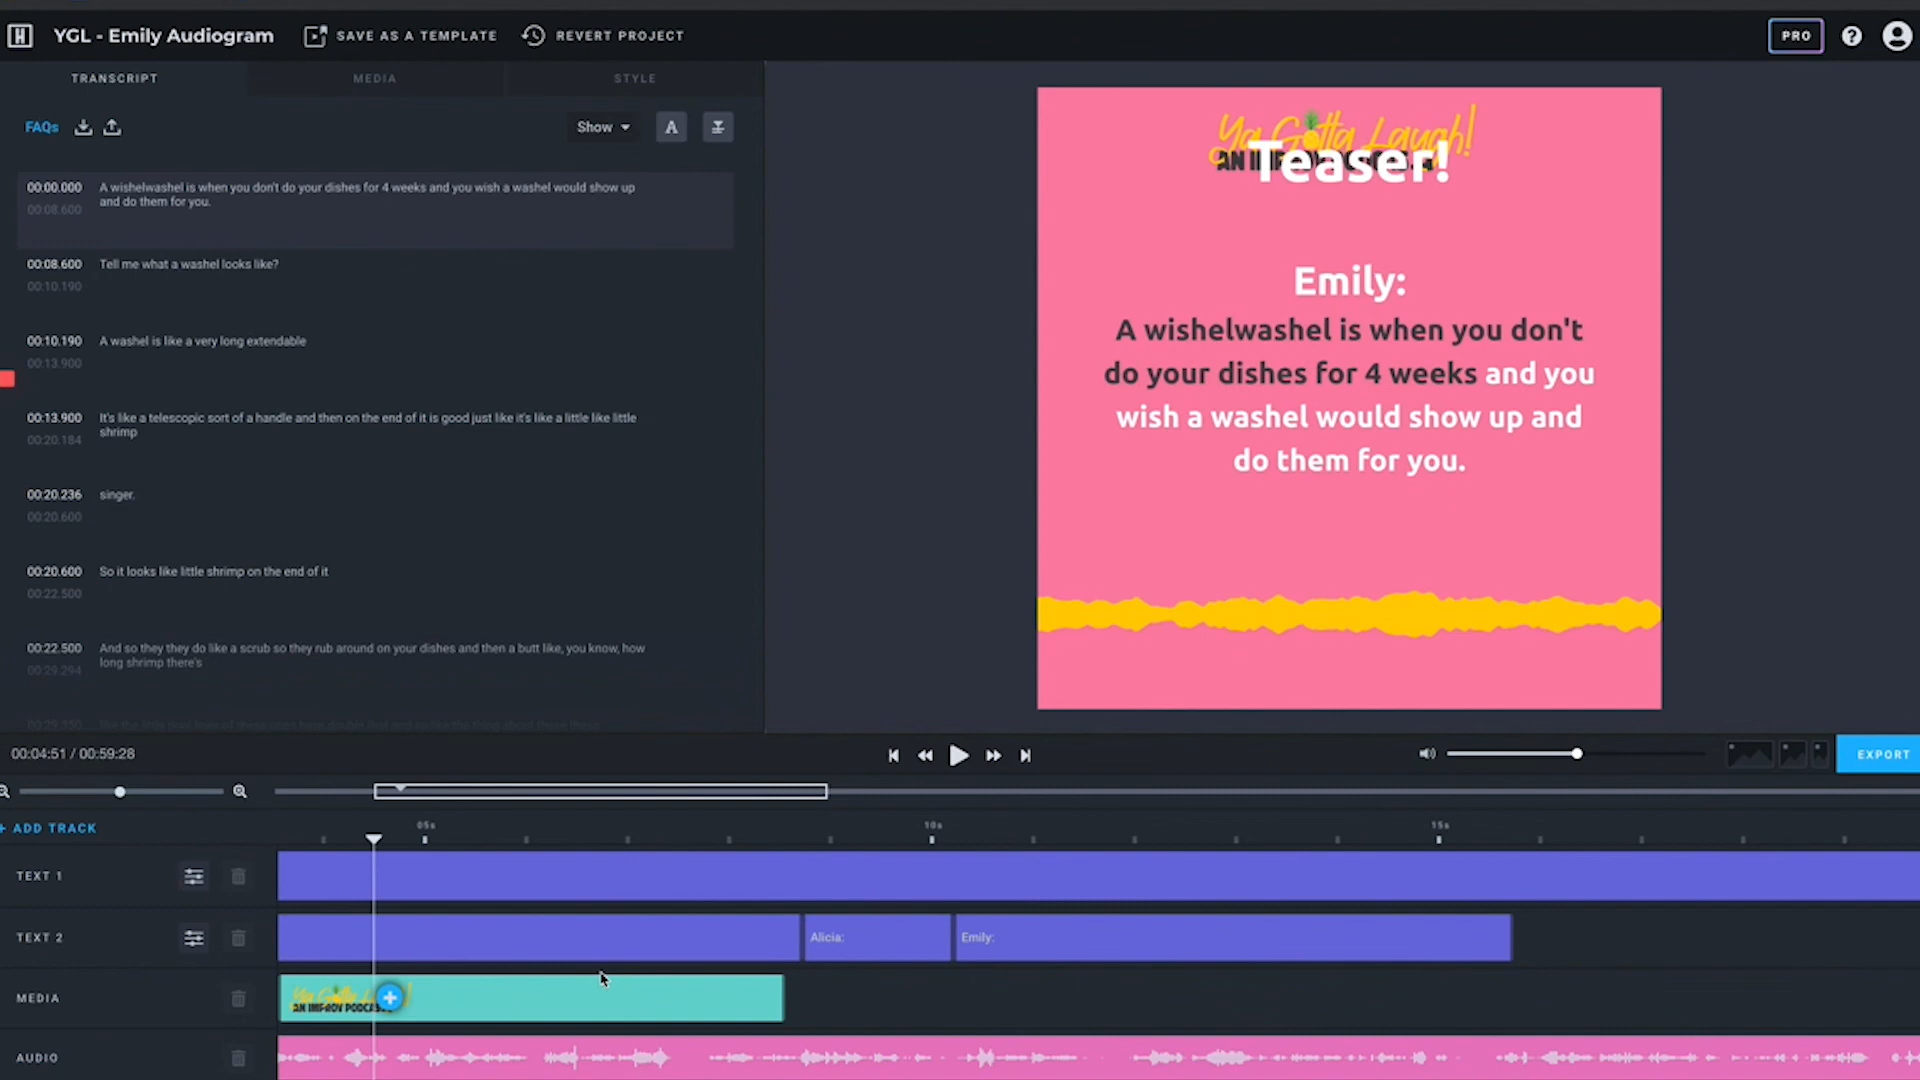 YGL - Emily Audiogram
SAVE AS A TEMPLATE
REVERT PROJECT
PRO
?
TRANSCRIPT
MEDIA
STYLE
FAQs
Show
A
00:00.000
A wishelwashel is when you don't do your dishes for 4 weeks and you wish a washel would show up
and do them for you.
00:08.600
00:08.600
Tell me what a washel looks like?
00:10.190
00:10.190
A washel is like a very long extendable
00:13.900
00:13.900
It's like a telescopic sort of a handle and then on the end of it is good just like it's like a little like little
shrimp
00:20.184
00:20.236
singer.
00:20.600
00:20.600
So it looks like little shrimp on the end of it
00:22.500
00:22.500
And so they they do like a scrub so they rub around on your dishes and then a butt like, you know, how
long shrimp there's
00:29.294
Ya Gotta Laugh!
Teaser!
Emily:
A wishelwashel is when you don't
do your dishes for 4 weeks and you
wish a washel would show up and
do them for you.
00:04:51 / 00:59:28
EXPORT
+ ADD TRACK
05s
10s
15s
TEXT 1
TEXT 2
Alicia:
Emily:
MEDIA
AN IMPROV PODCAS
AUDIO